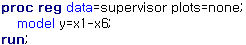 proc reg data=supervisor plots=none;
model y=x1-x6;
run;